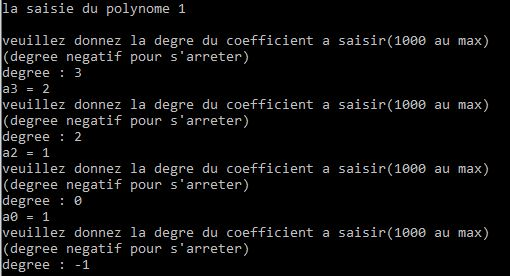 la saisie du polynome 1
veuillez donnez la degre du coefficient a saisir(1000 au max)
(degree negatif pour s'arreter)
degree : 3
a3 = 2
veuillez donnez la degre du coefficient a saisir(1000 au max)
(degree negatif pour s'arreter)
degree : 2
a2 = 1
veuillez donnez la degre du coefficient a saisir(1000 au max)
(degree negatif pour s'arreter)
degree : 0
a0 = 1
veuillez donnez la degre du coefficient a saisir(1000 au max)
(degree negatif pour s'arreter)
degree : -1